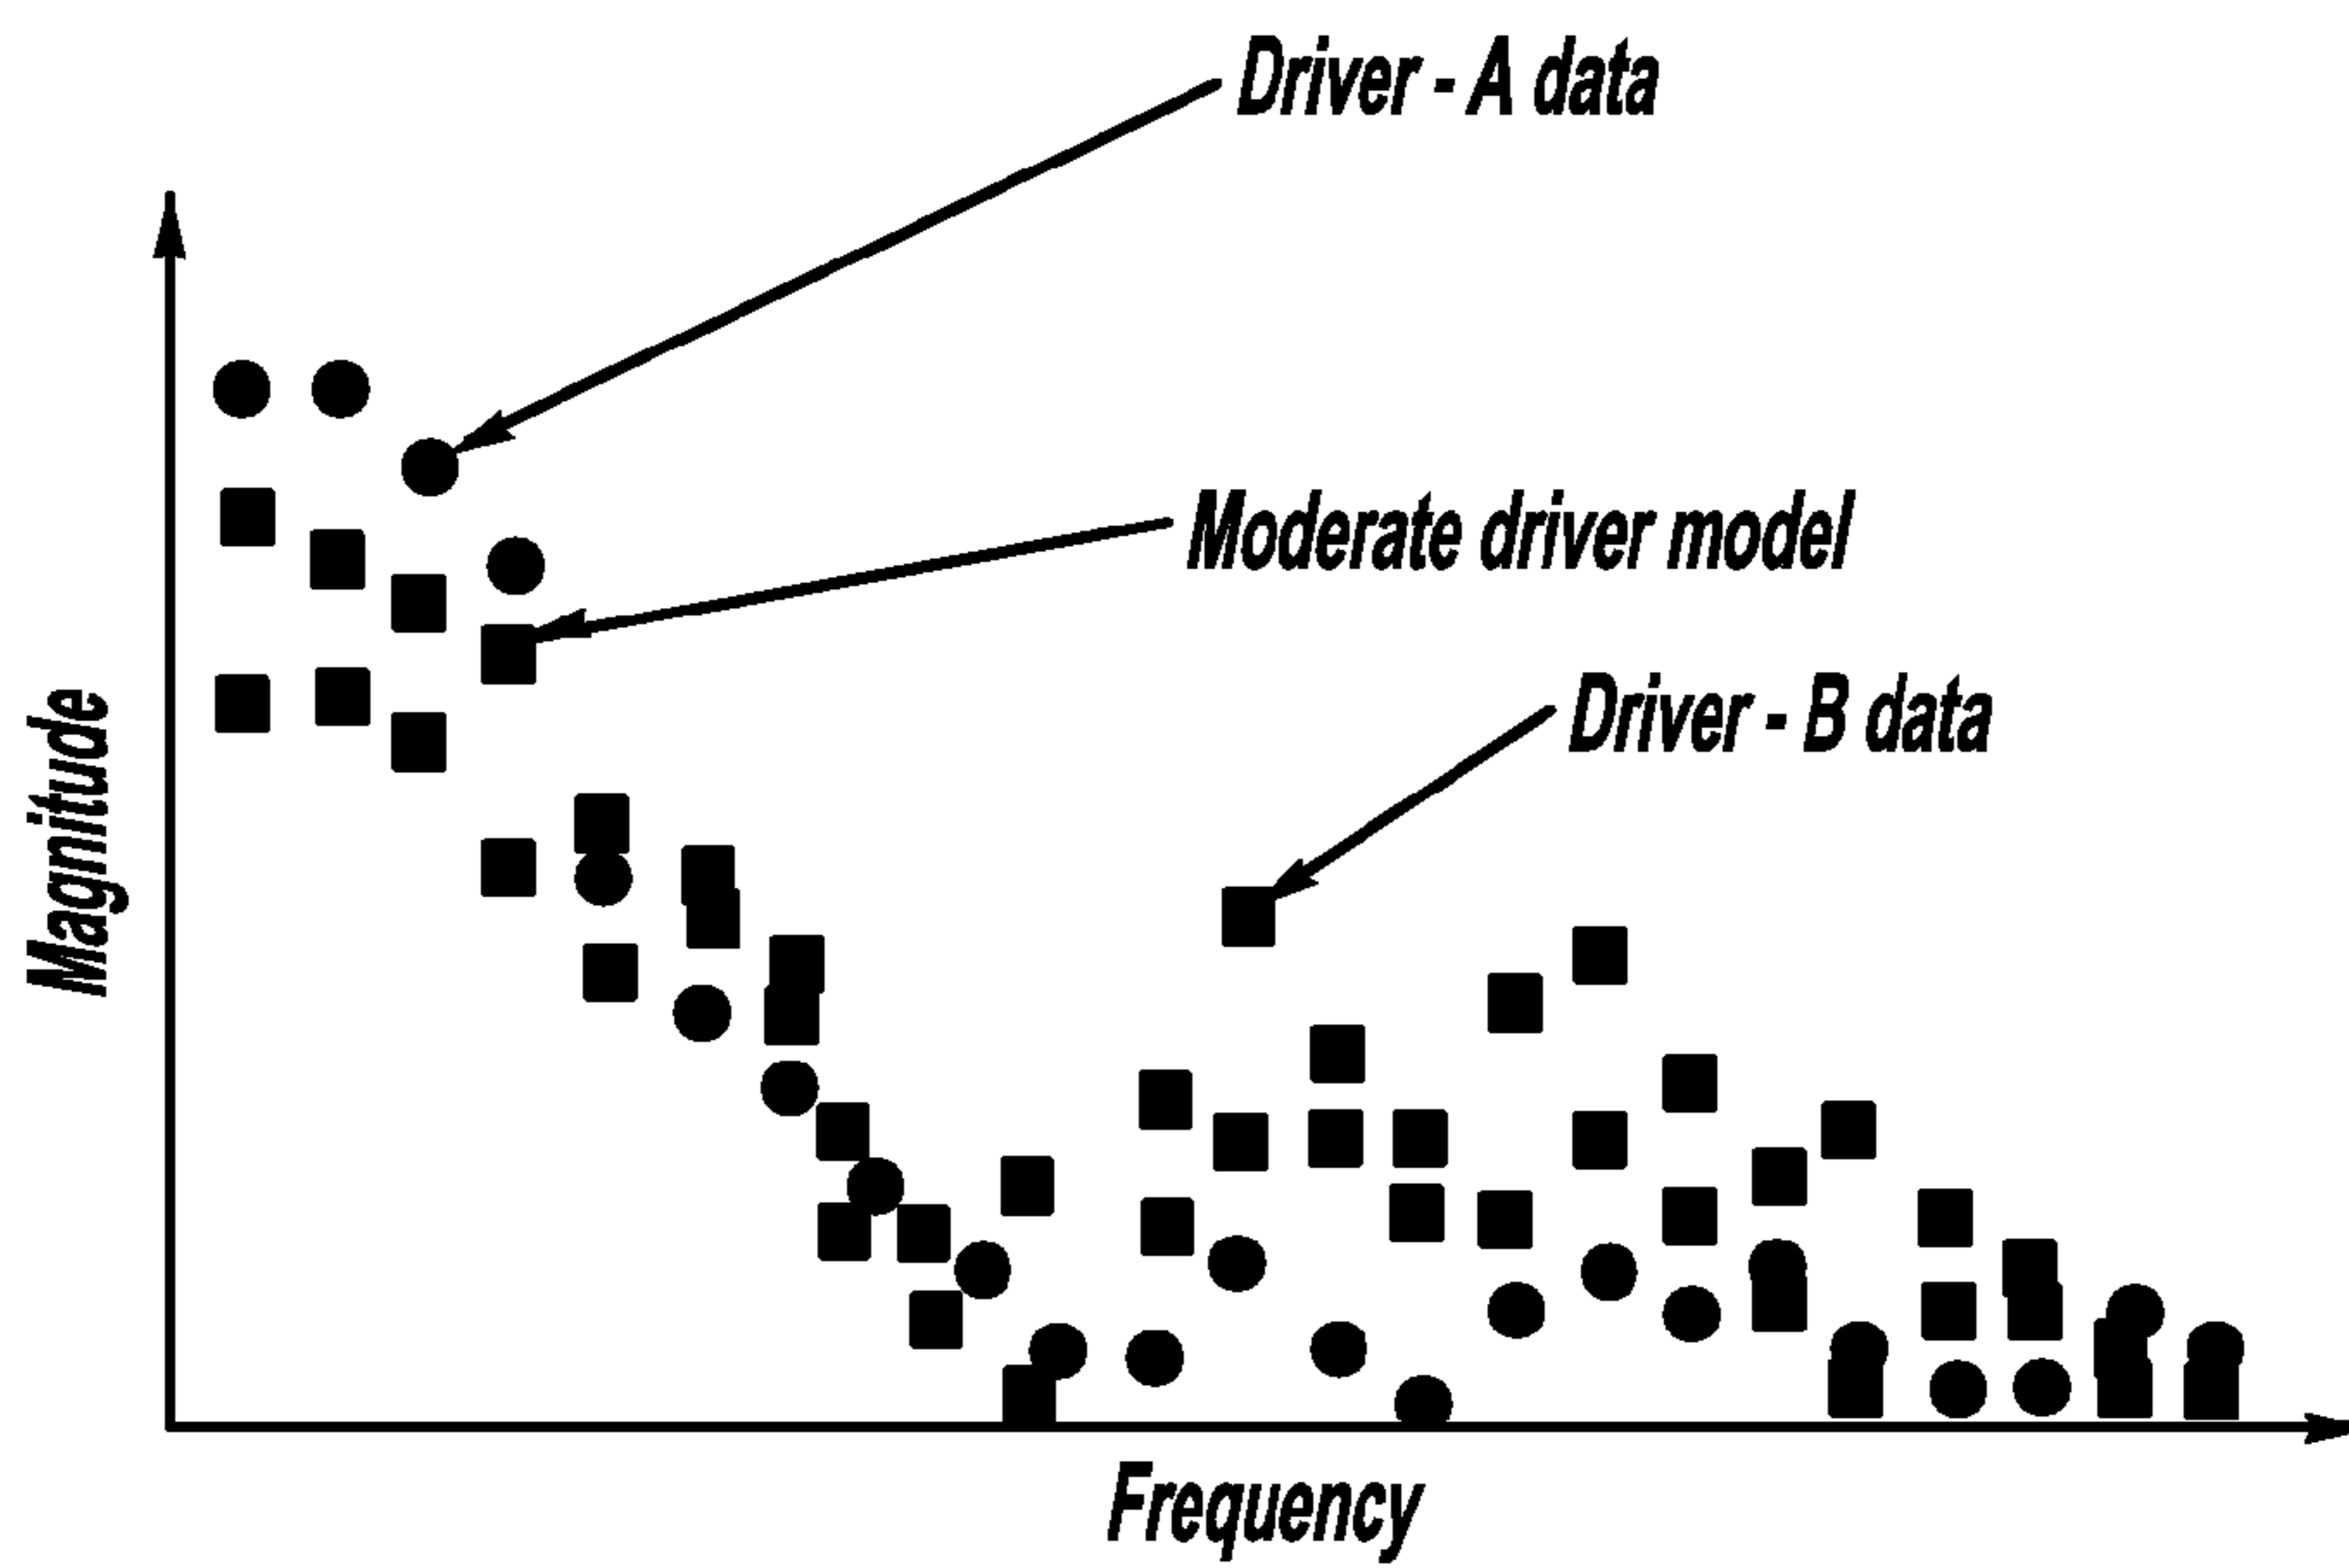 Driver - A data
Moderate driver model
Driver - B data
Magnitude
Frequency